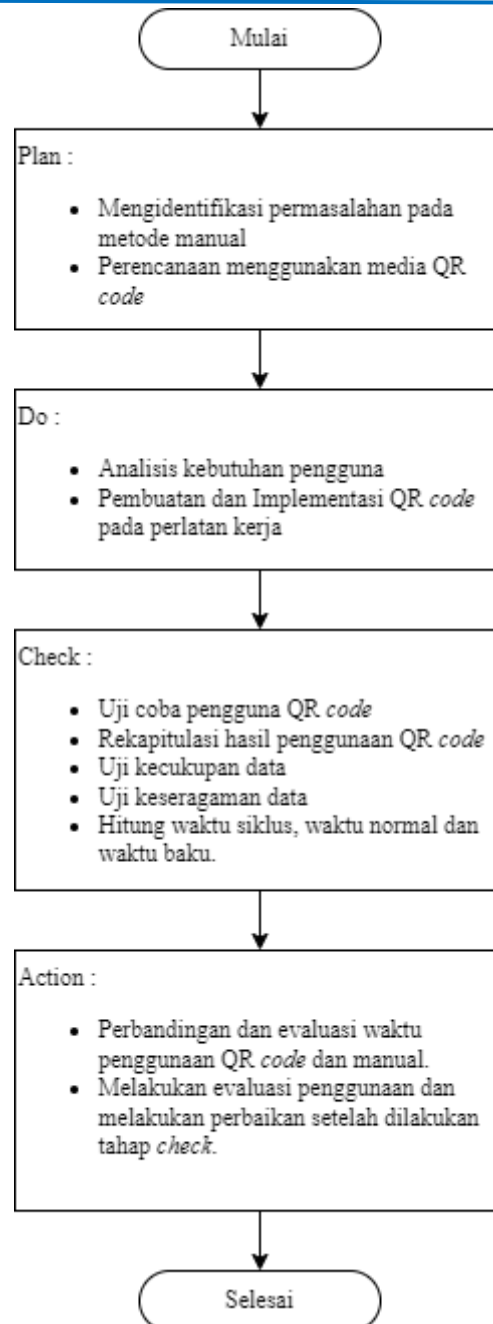 Mulai
Plan :
• Mengidentifikasi permasalahan pada
metode manual
• Perencanaan menggunakan media QR
code
Do :
• Analisis kebutuhan pengguna
• Pembuatan dan Implementasi QR code
pada perlatan kerja
Check :
• Uji coba pengguna QR code
• Rekapitulasi hasil penggunaan QR code
• Uji kecukupan data
• Uji keseragaman data
• Hitung waktu siklus, waktu normal dan
waktu baku.
Action :
• Perbandingan dan evaluasi waktu
penggunaan QR code dan manual.
• Melakukan evaluasi penggunaan dan
melakukan perbaikan setelah dilakukan
tahap check.
Selesai